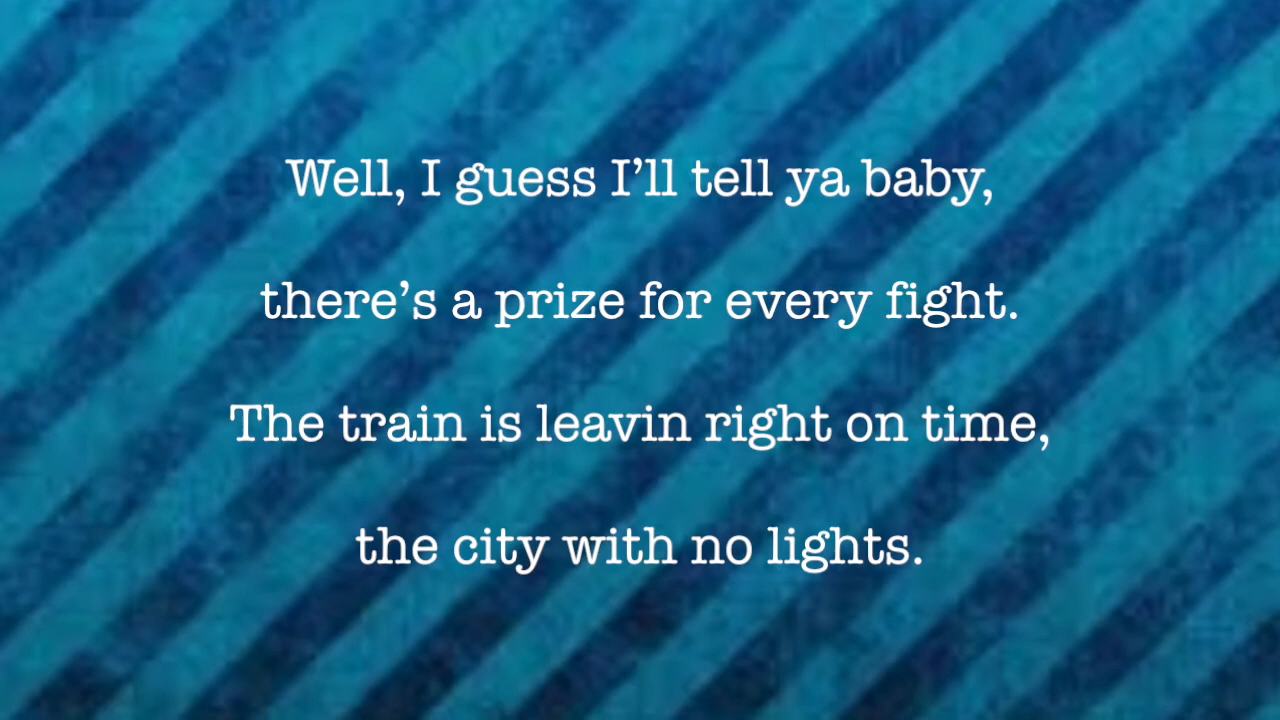 Well, I guess I’ll tell ya baby,
there’s a prize for every fight.
The train is leavin right on time,
the city with no lights.